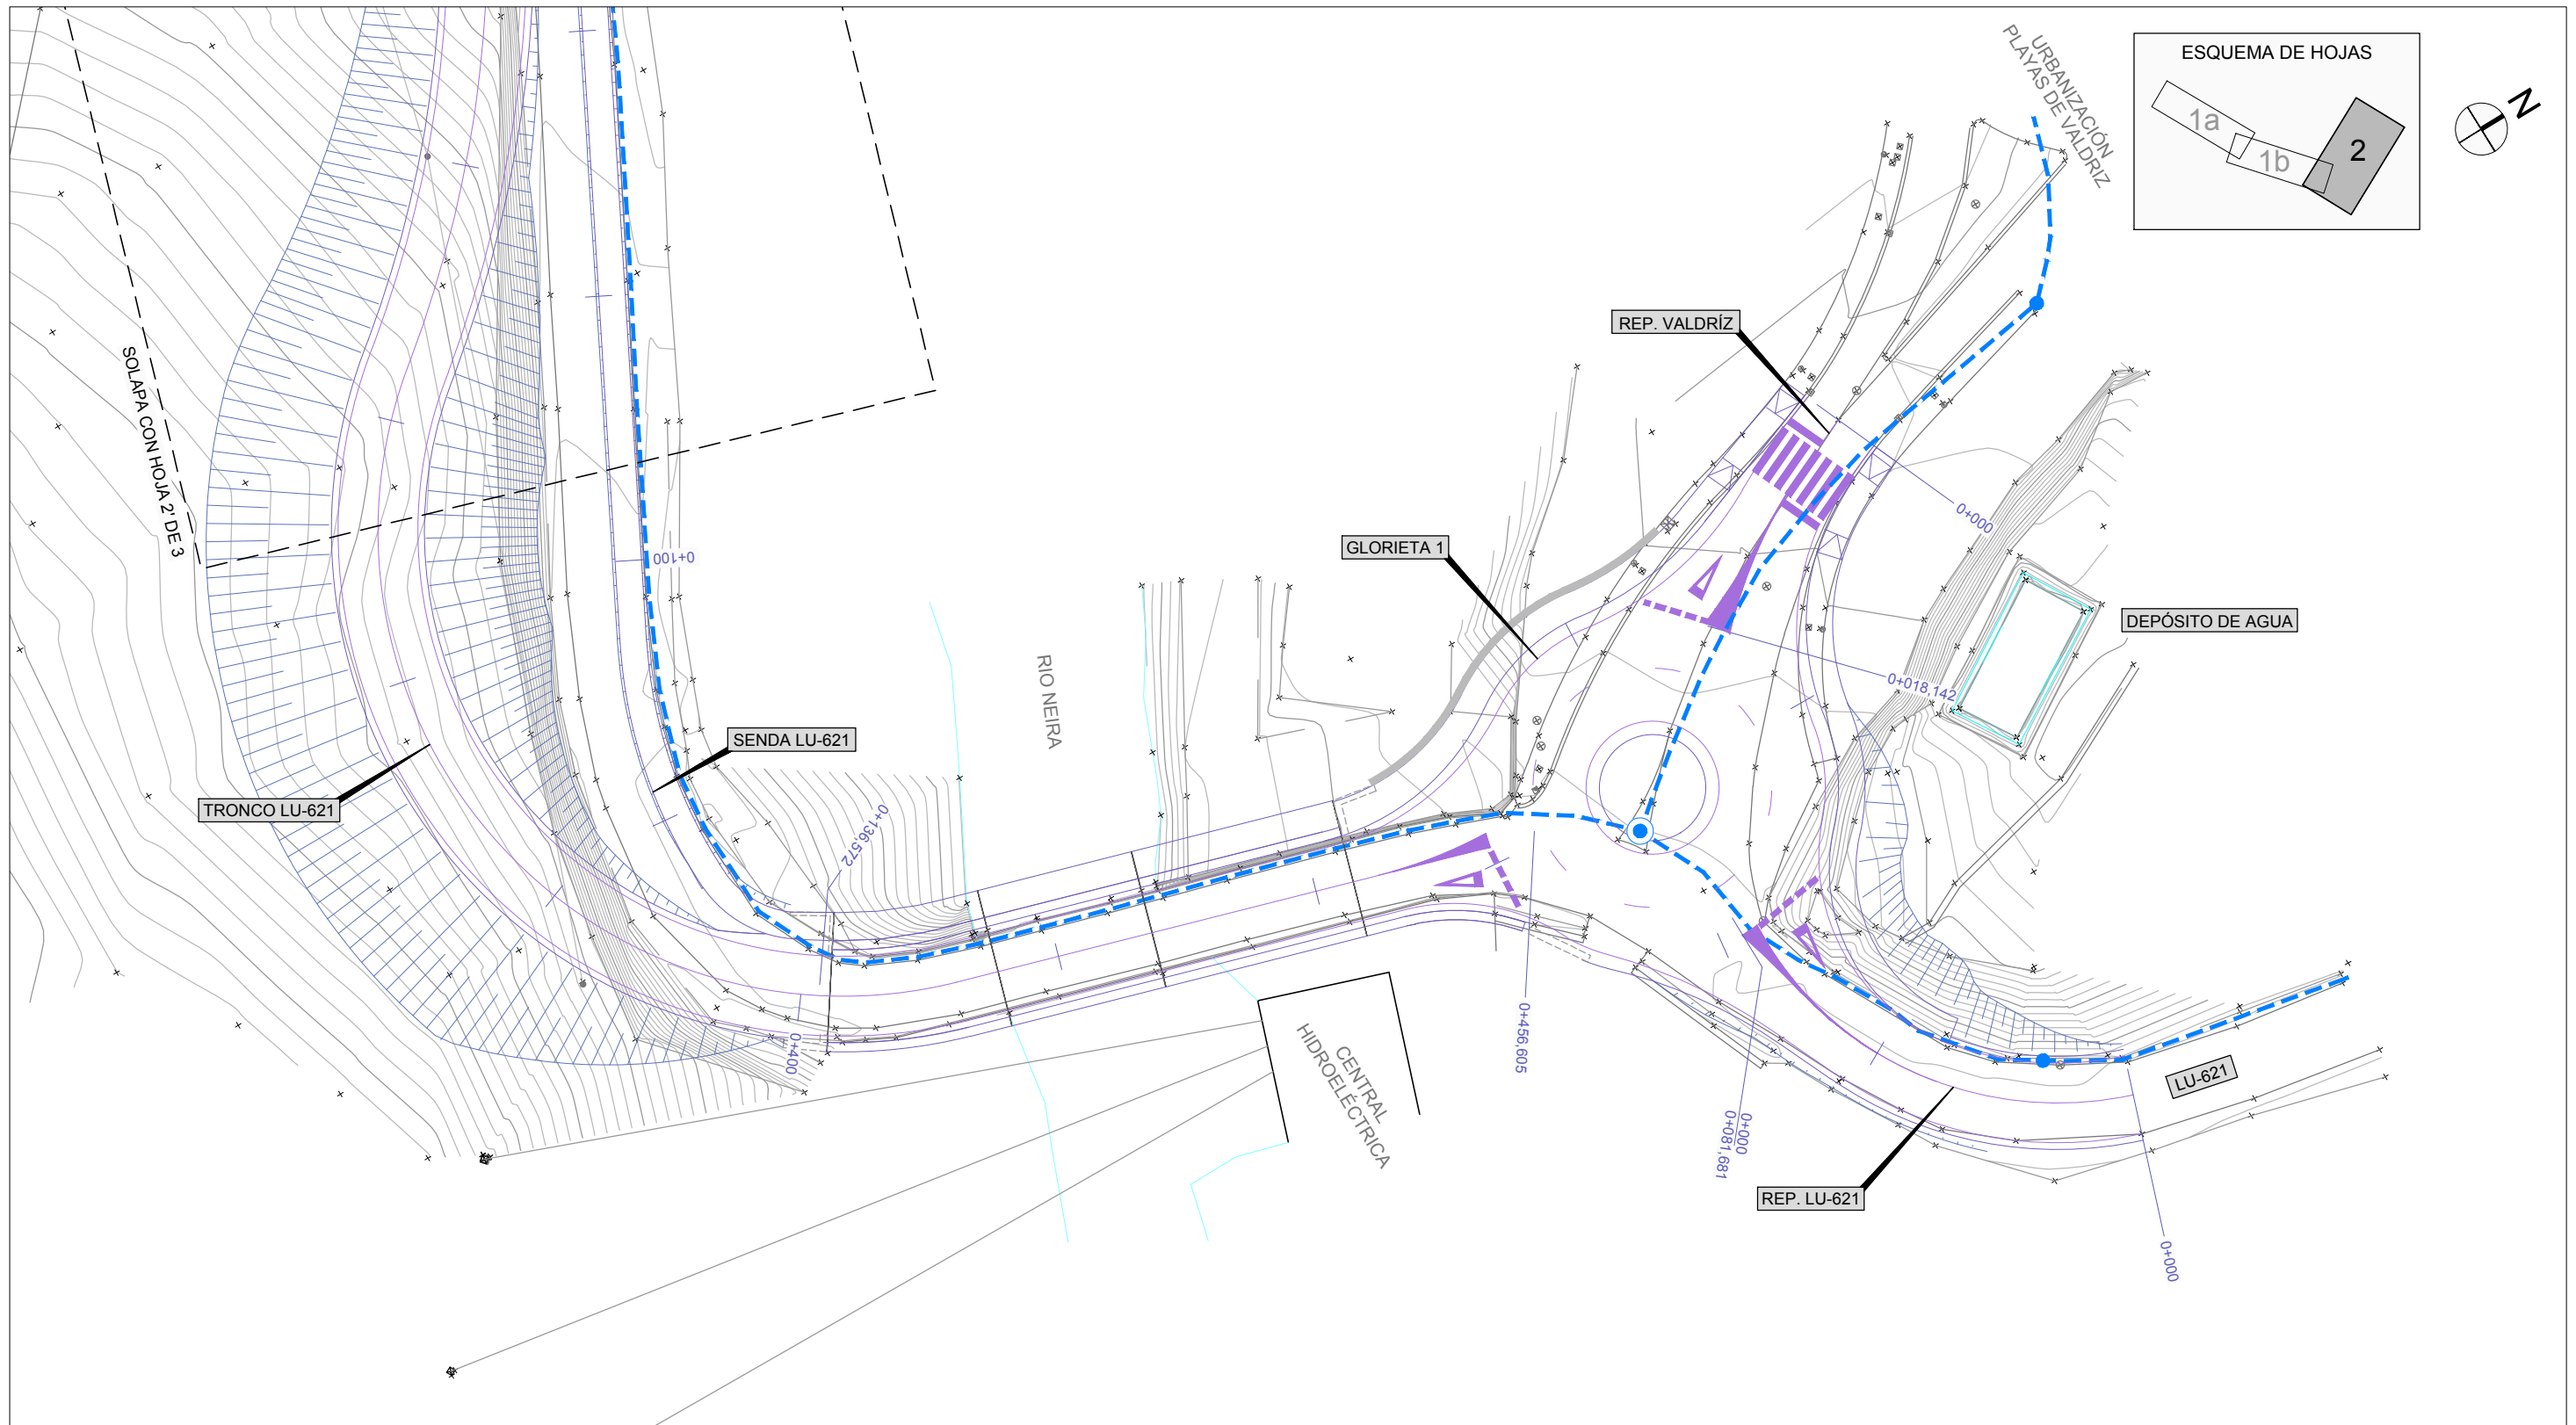 URBANIZACIÓN
PLAYAS DE VALDRIZ
ESQUEMA DE HOJAS
1a
1b
2
N
REP. VALDRÍZ
SOLAPA CON HOJA 2' DE 3
0+000
GLORIETA 1
0+100
DEPÓSITO DE AGUA
RIO NEIRA
0+018,142
SENDA LU-621
TRONCO LU-621
0+136,572
0+400
0+456,605
CENTRAL
HIDROELÉCTRICA
LU-621
0+000
0+081,681
REP. LU-621
0+000